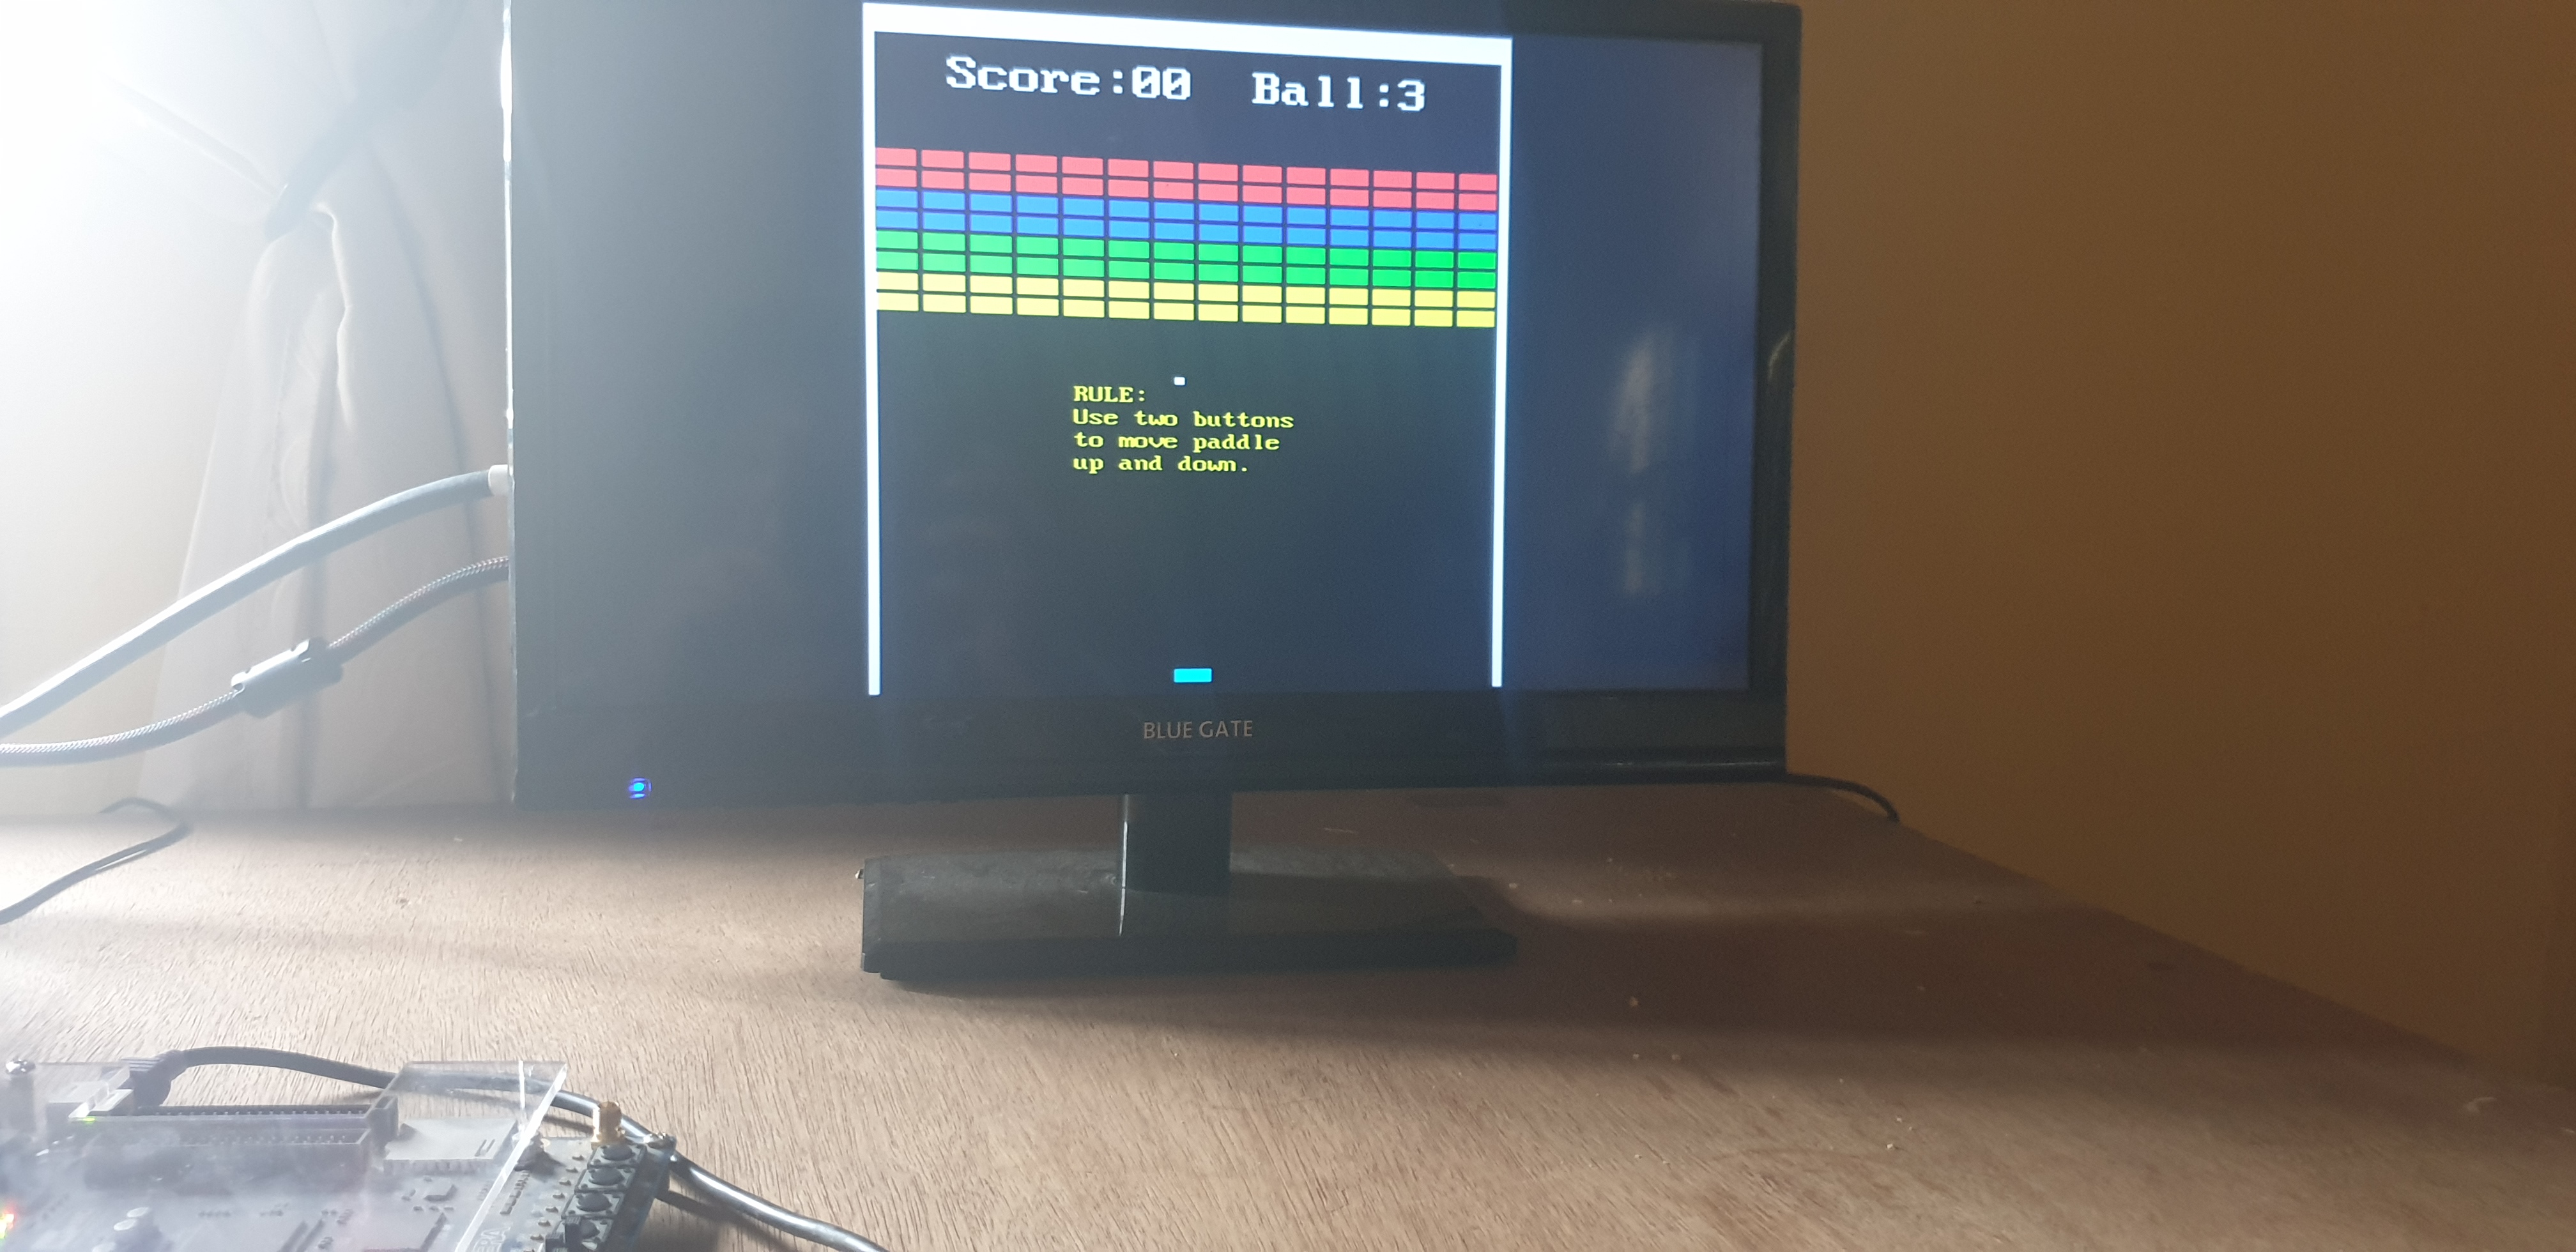 Score:00 Ball:3
RULE:
Use two buttons
to move paddle
up and down.
BLUE GATE